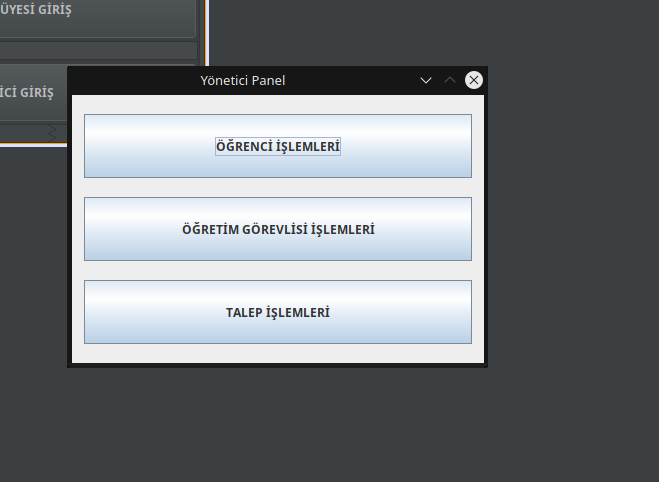 ÜYESİ GİRİŞ
İCİ GİRİŞ
Yönetici Panel
ÖĞRENCİ İŞLEMLERİ
ÖĞRETİM GÖREVLİSİ İŞLEMLERİ
TALEP İŞLEMLERİ